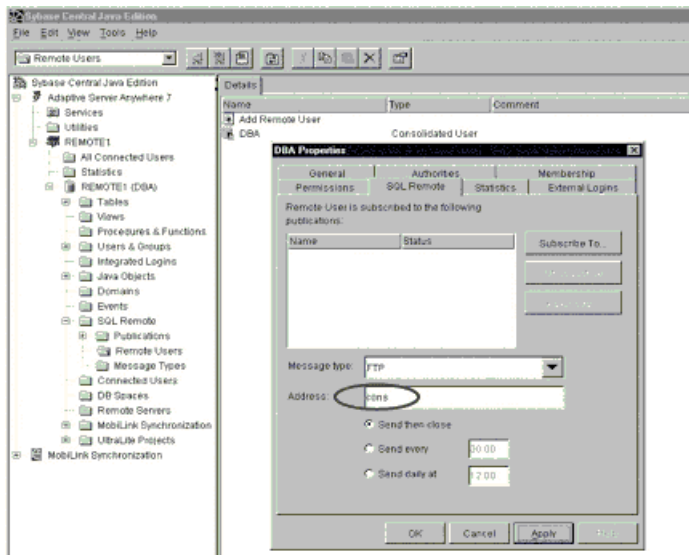 Sybase Central Java Edition
File Edit View Tools Help
Remote Users
Sybase Central Java Edition
Adaptive Server Anywhere 7
Services
Utilities
REMOTE1
All Connected Users
Statistics
REMOTE1 (DBA)
Tables
Views
Procedures & Functions
Users & Groups
Integrated Logins
Java Objects
Domains
Events
SQL Remote
Publications
Remote Users
Message Types
Connected Users
DB Spaces
Remote Servers
MobiLink Synchronization
UltraLite Projects
MobiLink Synchronization
Details
Name Type Comment
Add Remote User
DBA Consolidated User
DBA Properties
General Authorities Membership
Permissions SQL Remote Statistics External Logins
Remote User is subscribed to the following
publications:
Name Status
Subscribe To...
Message type: FTP
Address: cons
Send then close
Send every 00:00
Send daily at 12:00
OK Cancel Apply Help